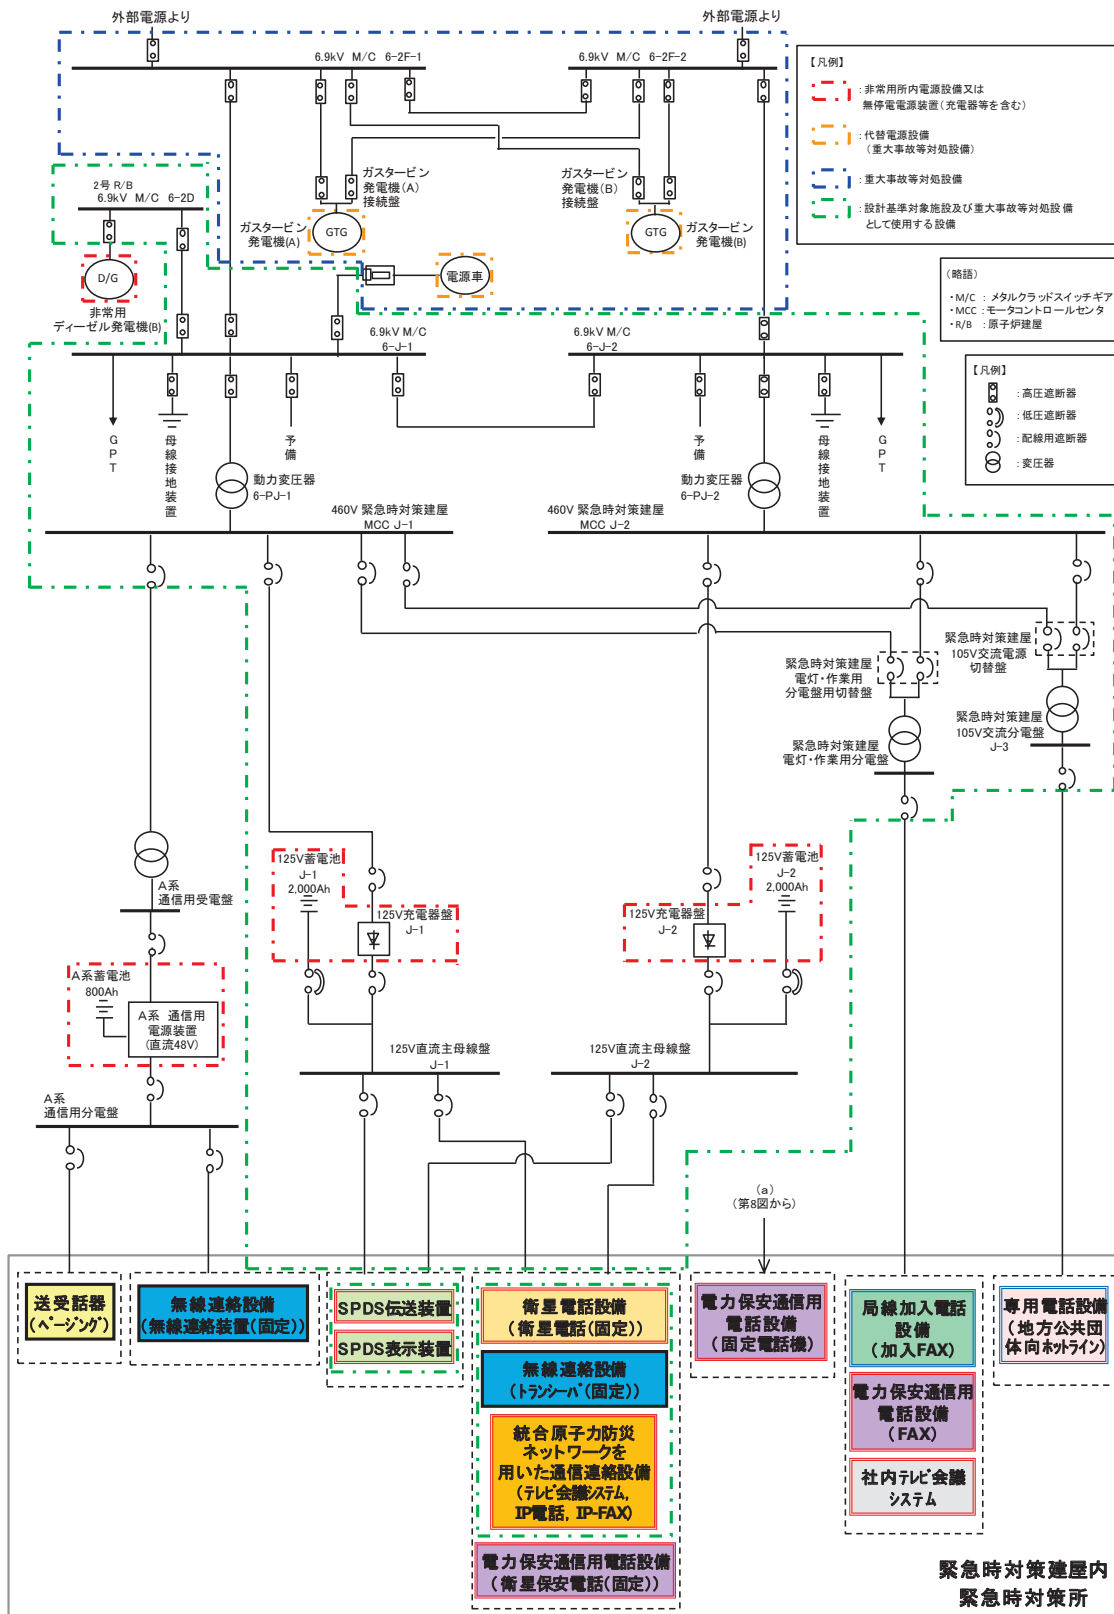 外部電源より
外部電源より
6.9kV M/C 6-2F-1
6.9kV M/C 6-2F-2
【凡例】
：非常用所内電源設備又は
無停電電源装置（充電器等を含む）
：代替電源設備
（重大事故等対処設備）
：重大事故等対処設備
：設計基準対象施設及び重大事故等対処設備
として使用する設備
2号 R/B
6.9kV M/C 6-2D
ガスタービン
発電機(A)
接続盤
ガスタービン
発電機(B)
接続盤
ガスタービン
発電機(A)
GTG
GTG
ガスタービン
発電機(B)
D/G
電源車
非常用
ディーゼル発電機(B)
（略語）
・M/C ：メタルクラッドスイッチギア
・MCC：モータコントロールセンタ
・R/B ：原子炉建屋
6.9kV M/C
6-J-1
6.9kV M/C
6-J-2
【凡例】
：高圧遮断器
：低圧遮断器
：配線用遮断器
：変圧器
GPT
母線接地装置
予備
予備
母線接地装置
GPT
動力変圧器
6-PJ-1
動力変圧器
6-PJ-2
460V 緊急時対策建屋
MCC J-1
460V 緊急時対策建屋
MCC J-2
緊急時対策建屋
105V交流電源
切替盤
緊急時対策建屋
電灯・作業用
分電盤用切替盤
緊急時対策建屋
105V交流分電盤
J-3
緊急時対策建屋
電灯・作業用分電盤
125V蓄電池
J-1
2,000Ah
125V蓄電池
J-2
2,000Ah
A系
通信用受電盤
125V充電器盤
J-1
125V充電器盤
J-2
A系蓄電池
800Ah
A系 通信用
電源装置
(直流48V)
125V直流主母線盤
J-1
125V直流主母線盤
J-2
A系
通信用分電盤
(a)
(第8図から)
送受話器
(ページング)
無線連絡設備
(無線連絡装置(固定))
SPDS伝送装置
SPDS表示装置
衛星電話設備
(衛星電話(固定))
無線連絡設備
(トランシーバ(固定))
統合原子力防災
ネットワークを
用いた通信連絡設備
(テレビ会議システム,
IP電話, IP-FAX)
電力保安通信用電話設備
(衛星保安電話(固定))
電力保安通信用
電話設備
(固定電話機)
局線加入電話
設備
(加入FAX)
電力保安通信用
電話設備
(FAX)
社内テレビ会議
システム
専用電話設備
(地方公共団
体向ホットライン)
緊急時対策建屋内
緊急時対策所